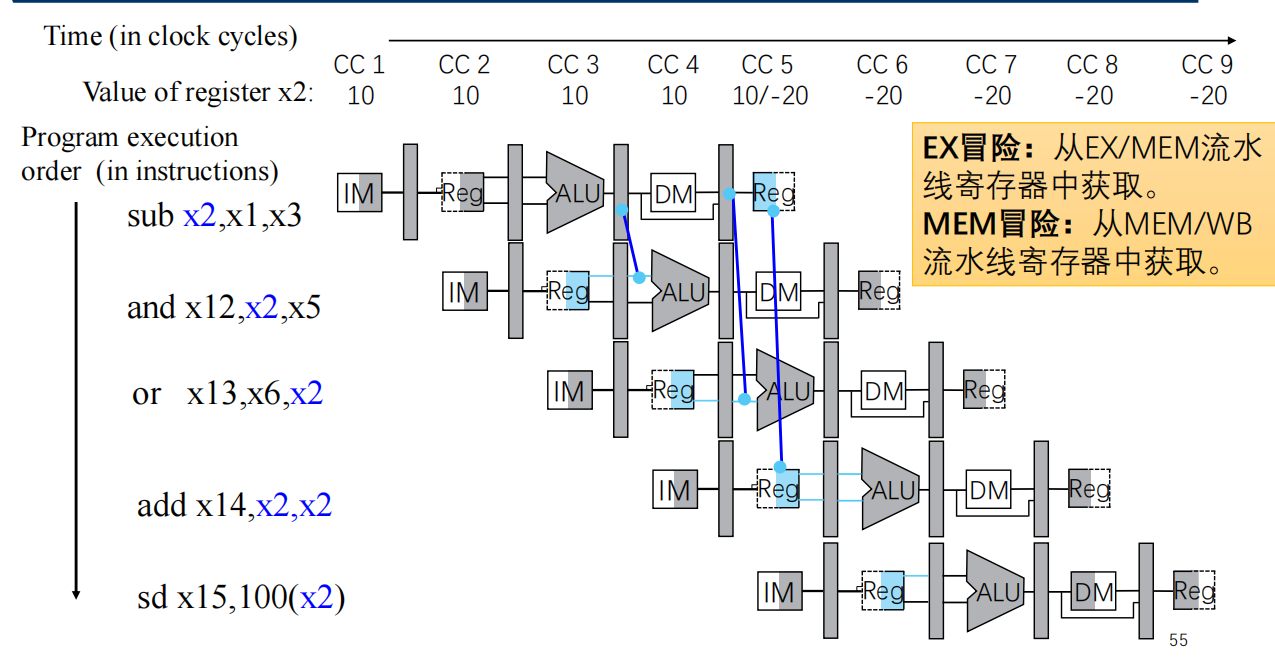 Time (in clock cycles)
CC 1 CC 2 CC 3 CC 4 CC 5 CC 6 CC 7 CC 8 CC 9
Value of register x2: 10 10 10 10 10/-20 -20 -20 -20 -20
Program execution
order (in instructions)
EX冒险：从EX/MEM流水
线寄存器中获取。
MEM冒险：从MEM/WB
流水线寄存器中获取。
sub x2,x1,x3
IM Reg ALU DM Reg
and x12,x2,x5
IM Reg ALU DM Reg
or x13,x6,x2
IM Reg ALU DM Reg
add x14,x2,x2
IM Reg ALU DM Reg
sd x15,100(x2)
IM Reg ALU DM Reg
55